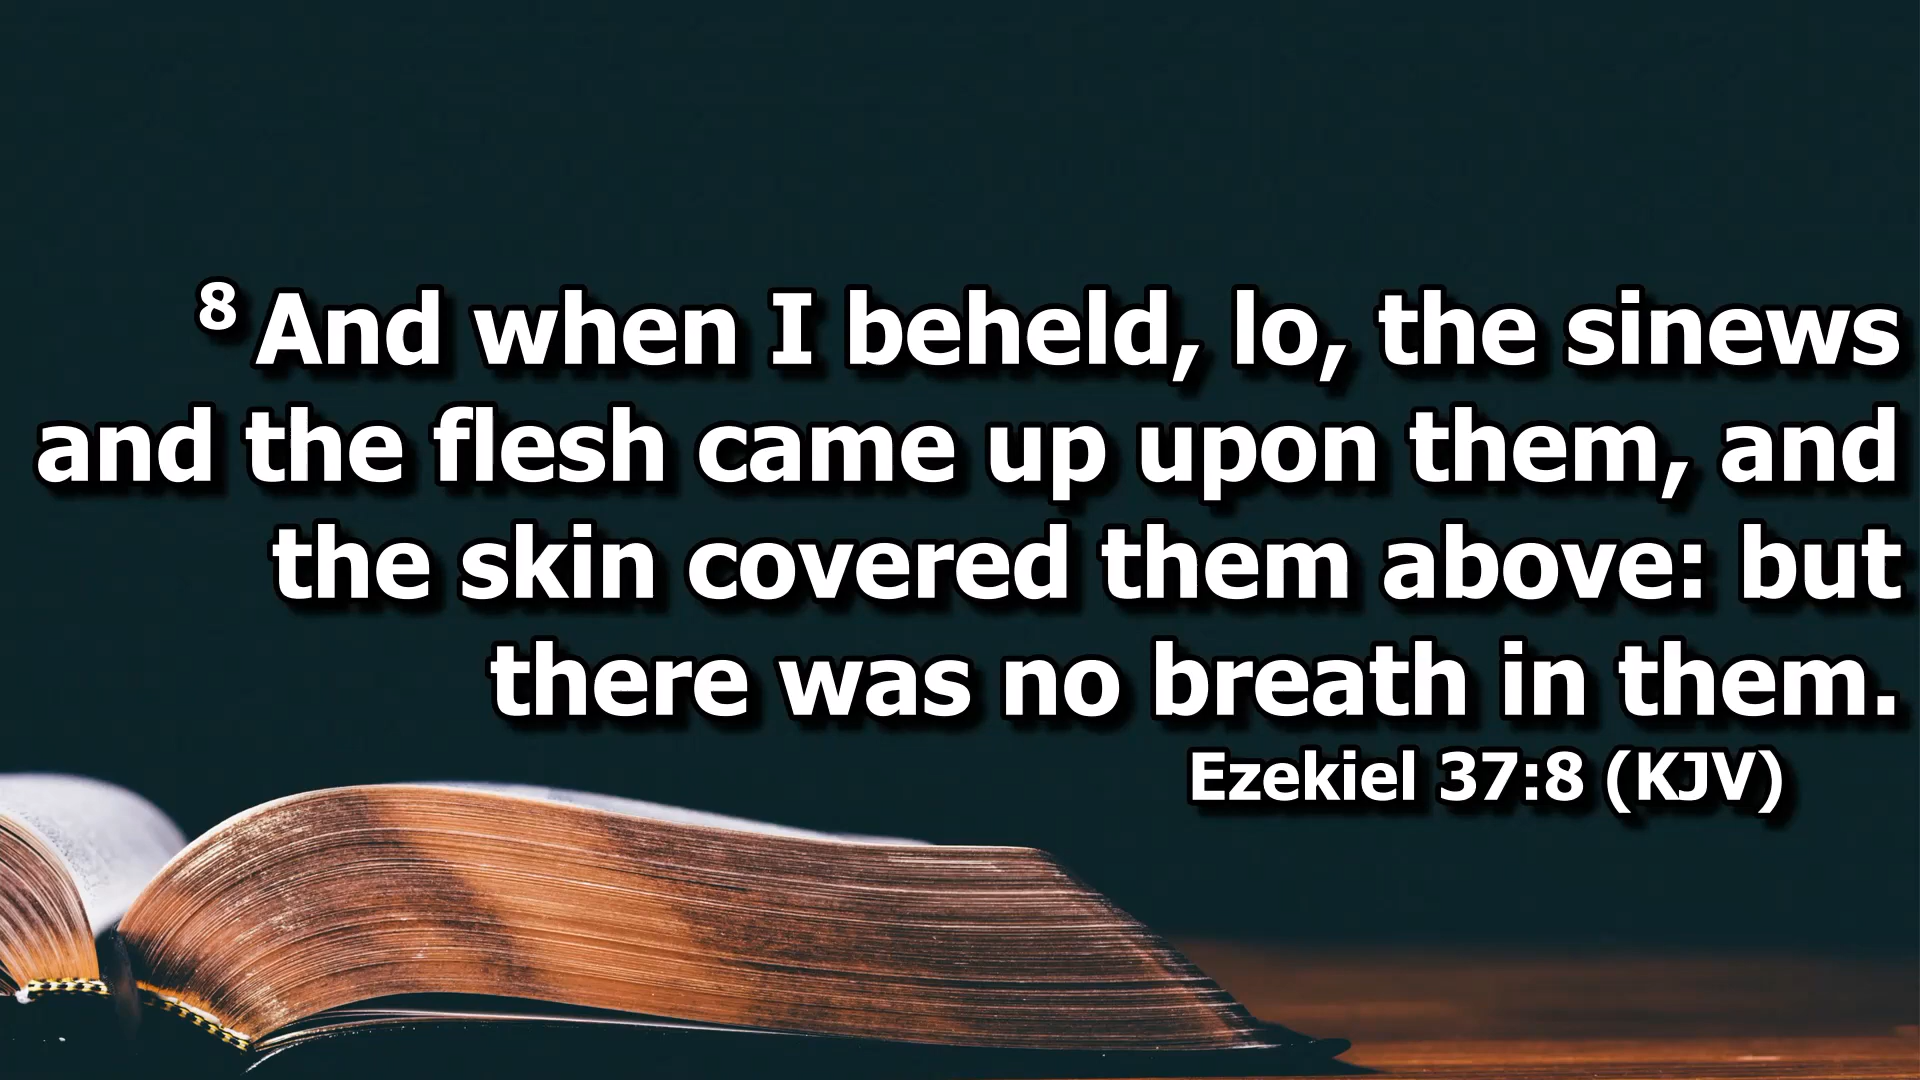 8 And when I beheld, lo, the sinews
and the flesh came up upon them, and
the skin covered them above: but
there was no breath in them.
Ezekiel 37:8 (KJV)